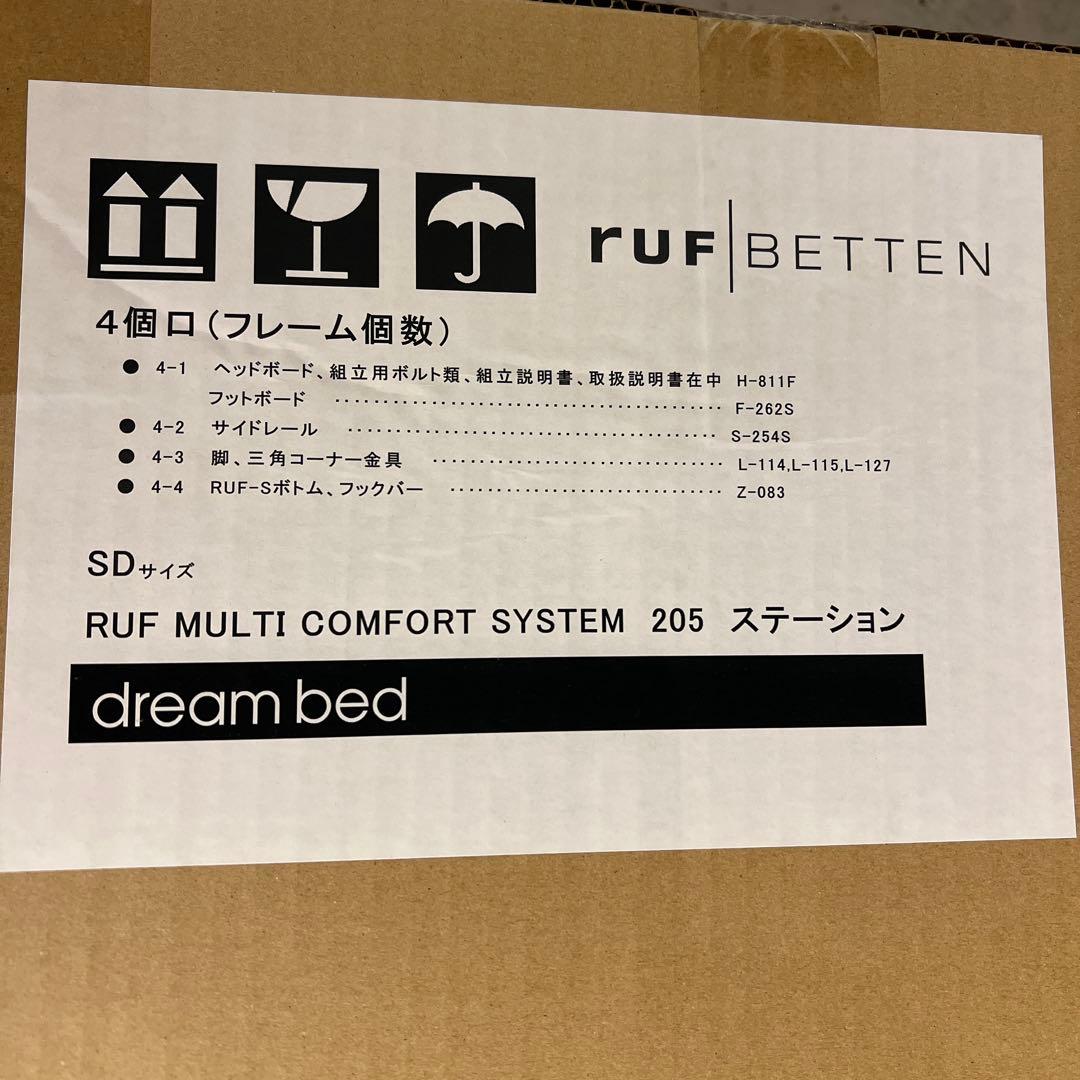 ruf BETTEN
4個口(フレーム個数)
● 4-1 ヘッドボード、組立用ボルト類、組立説明書、取扱説明書在中 H-811F
フットボード ……………………………………… F-262S
● 4-2 サイドレール ……………………………………… S-254S
● 4-3 脚、三角コーナー金具 ……………………………… L-114,L-115,L-127
● 4-4 RUF-Sボトム、フックバー ……………………………… Z-083
SDサイズ
RUF MULTI COMFORT SYSTEM 205 ステーション
dream bed